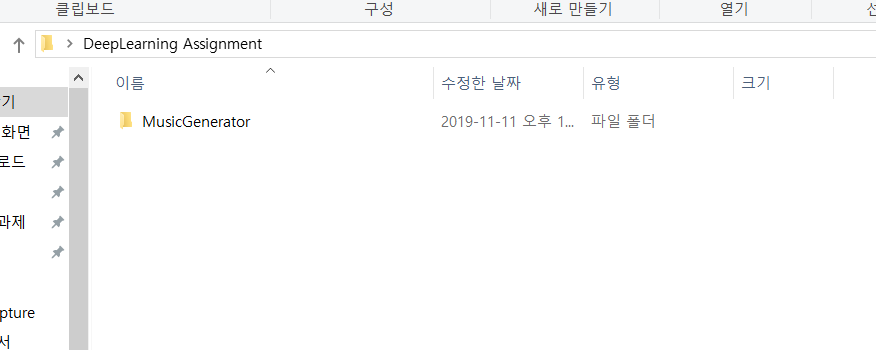 클립보드 구성 새로 만들기 열기
DeepLearning Assignment
이름 수정한 날짜 유형 크기
MusicGenerator 2019-11-11 오후 1... 파일 폴더
화면
로드
과제
pture